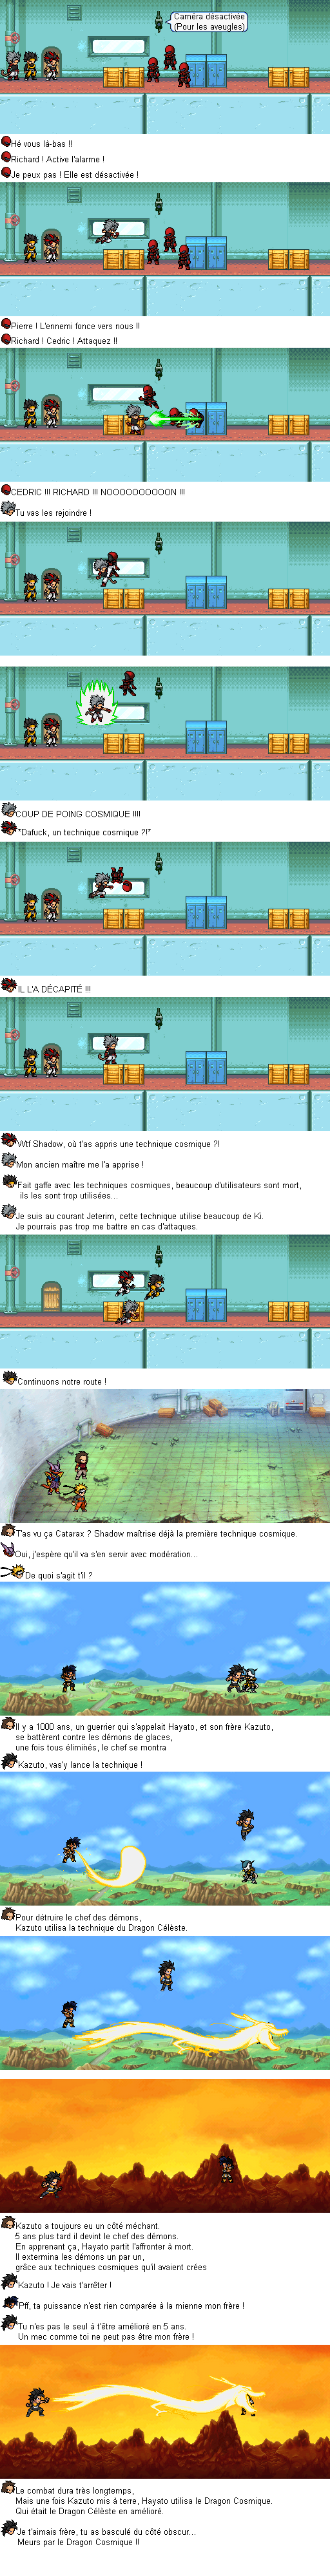 Caméra désactivée
(Pour les aveugles)
Hé vous là-bas !!
Richard ! Active l'alarme !
Je peux pas ! Elle est désactivée !
Pierre ! L'ennemi fonce vers nous !!
Richard ! Cedric ! Attaquez !!
CEDRIC !!! RICHARD !!! NOOOOOOOOOON !!!
Tu vas les rejoindre !
COUP DE POING COSMIQUE !!!!
*Dafuck, un technique cosmique ?!*
IL L'A DÉCAPITÉ !!!
Wtf Shadow, où t'as appris une technique cosmique ?!
Mon ancien maître me l'a apprise !
Fait gaffe avec les techniques cosmiques, beaucoup d'utilisateurs sont mort,
ils les sont trop utilisées...
Je suis au courant Jeterim, cette technique utilise beaucoup de Ki.
Je pourrais pas trop me battre en cas d'attaques.
Continuons notre route !
T'as vu ça Catarax ? Shadow maîtrise déjà la première technique cosmique.
Oui, j'espère qu'il va s'en servir avec modération...
De quoi s'agit t'il ?
Il y a 1000 ans, un guerrier qui s'appelait Hayato, et son frère Kazuto,
se battèrent contre les démons de glaces,
une fois tous éliminés, le chef se montra
Kazuto, vas'y lance la technique !
Pour détruire le chef des démons,
Kazuto utilisa la technique du Dragon Célèste.
Kazuto a toujours eu un côté méchant.
5 ans plus tard il devint le chef des démons.
En apprenant ça, Hayato partit l'affronter à mort.
Il extermina les démons un par un,
grâce aux techniques cosmiques qu'il avaient crées
Kazuto ! Je vais t'arrêter !
Pff, ta puissance n'est rien comparée à la mienne mon frère !
Tu n'es pas le seul à t'être amélioré en 5 ans.
Un mec comme toi ne peut pas être mon frère !
Le combat dura très longtemps,
Mais une fois Kazuto mis à terre, Hayato utilisa le Dragon Cosmique.
Qui était le Dragon Célèste en amélioré.
Je t'aimais frère, tu as basculé du côté obscur...
Meurs par le Dragon Cosmique !!